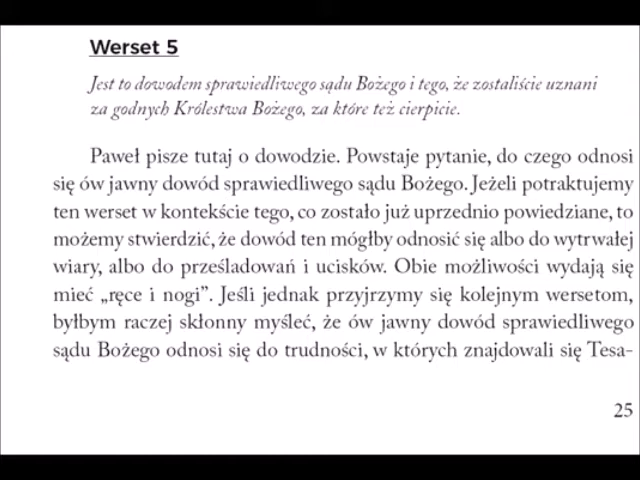 Werset 5
Jest to dowodem sprawiedliwego sądu Bożego i tego, że zostaliście uznani
za godnych Królestwa Bożego, za które też cierpicie.
Paweł pisze tutaj o dowodzie. Powstaje pytanie, do czego odnosi
się ów jawny dowód sprawiedliwego sądu Bożego. Jeżeli potraktujemy
ten werset w kontekście tego, co zostało już uprzednio powiedziane, to
możemy stwierdzić, że dowód ten mógłby odnosić się albo do wytrwałej
wiary, albo do prześladowań i ucisków. Obie możliwości wydają się
mieć „ręce i nogi”. Jeśli jednak przyjrzymy się kolejnym wersetom,
byłbym raczej skłonny myśleć, że ów jawny dowód sprawiedliwego
sądu Bożego odnosi się do trudności, w których znajdowali się Tesa-
25